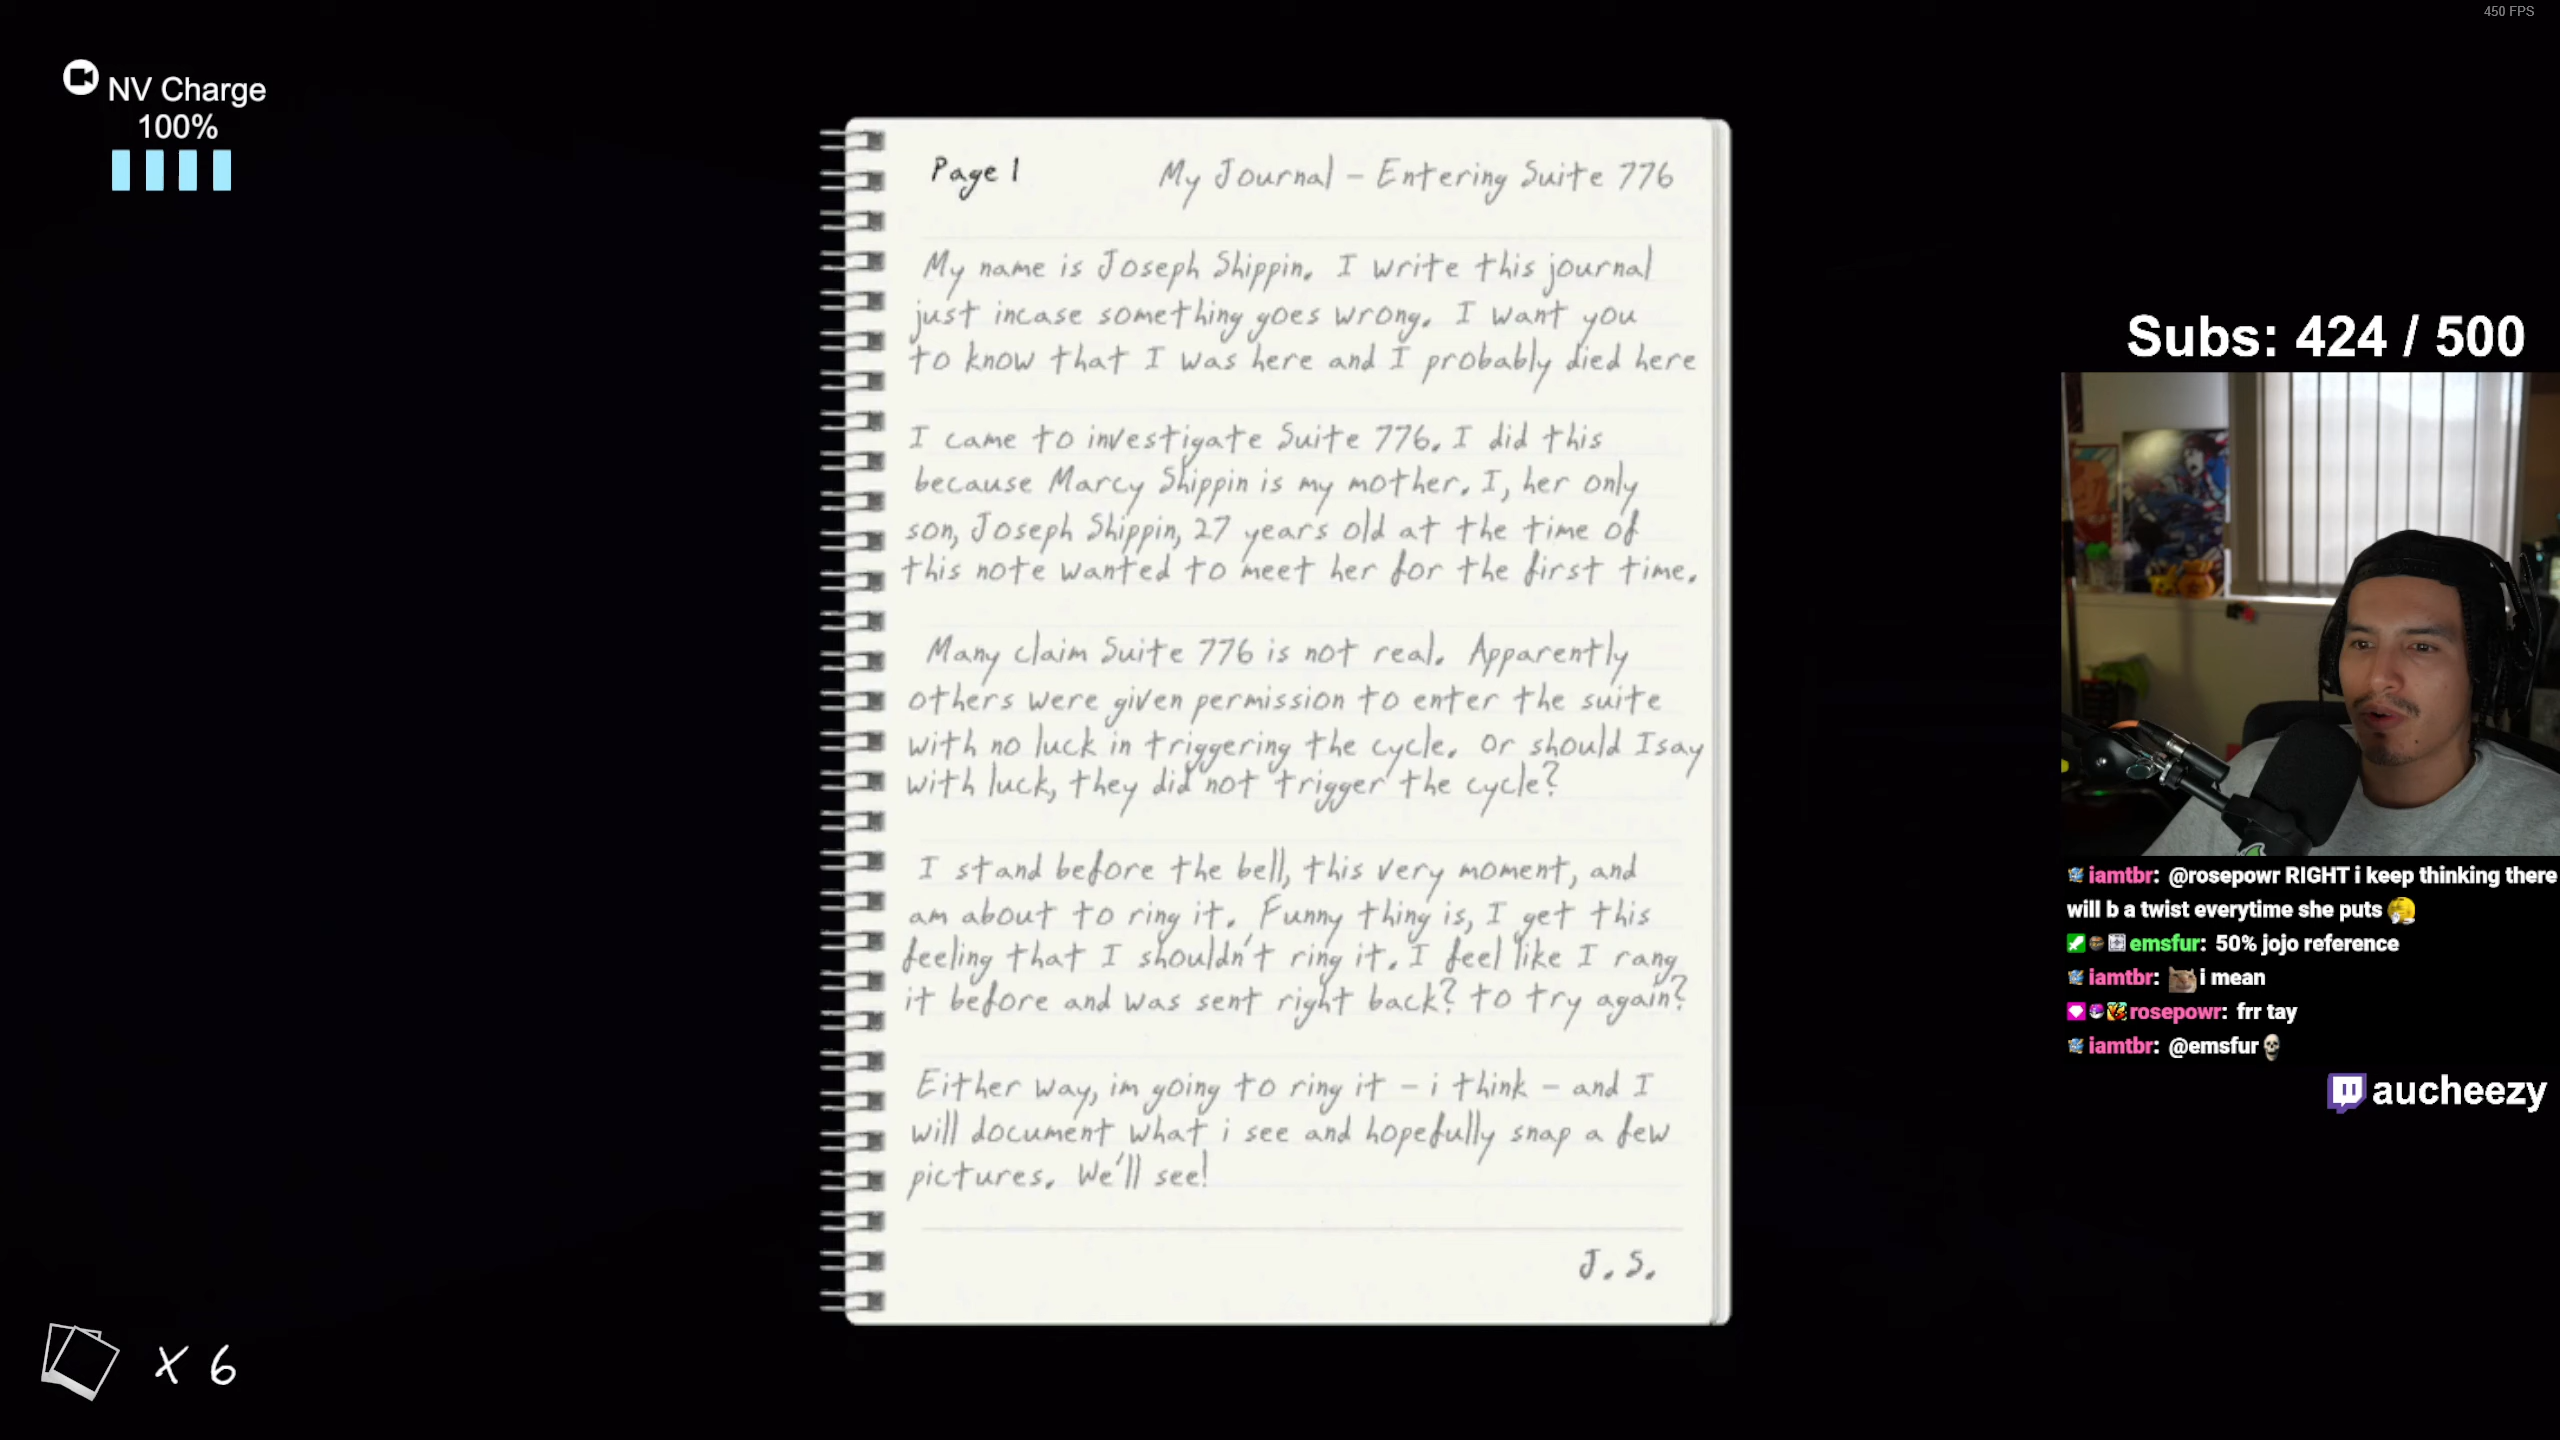 450 FPS
NV Charge
100%
Page 1
My Journal - Entering Suite 776
My name is Joseph Shippin. I write this journal
just incase something goes wrong. I want you
to know that I was here and I probably died here
I came to investigate Suite 776. I did this
because Marcy Shippin is my mother. I, her only
son, Joseph Shippin, 27 years old at the time of
this note wanted to meet her for the first time.
Many claim Suite 776 is not real. Apparently
others were given permission to enter the suite
with no luck in triggering the cycle. Or should Isay
with luck, they did not trigger the cycle?
I stand before the bell, this very moment, and
am about to ring it. Funny thing is, I get this
feeling that I shouldn't ring it. I feel like I rang
it before and was sent right back? to try again?
Either way, im going to ring it - i think - and I
will document what i see and hopefully snap a few
pictures. We'll see!
J.S.
X 6
Subs: 424 / 500
iamtbr: @rosepowr RIGHT i keep thinking there
will b a twist everytime she puts
emsfur: 50% jojo reference
iamtbr: i mean
rosepowr: frr tay
iamtbr: @emsfur
aucheezy